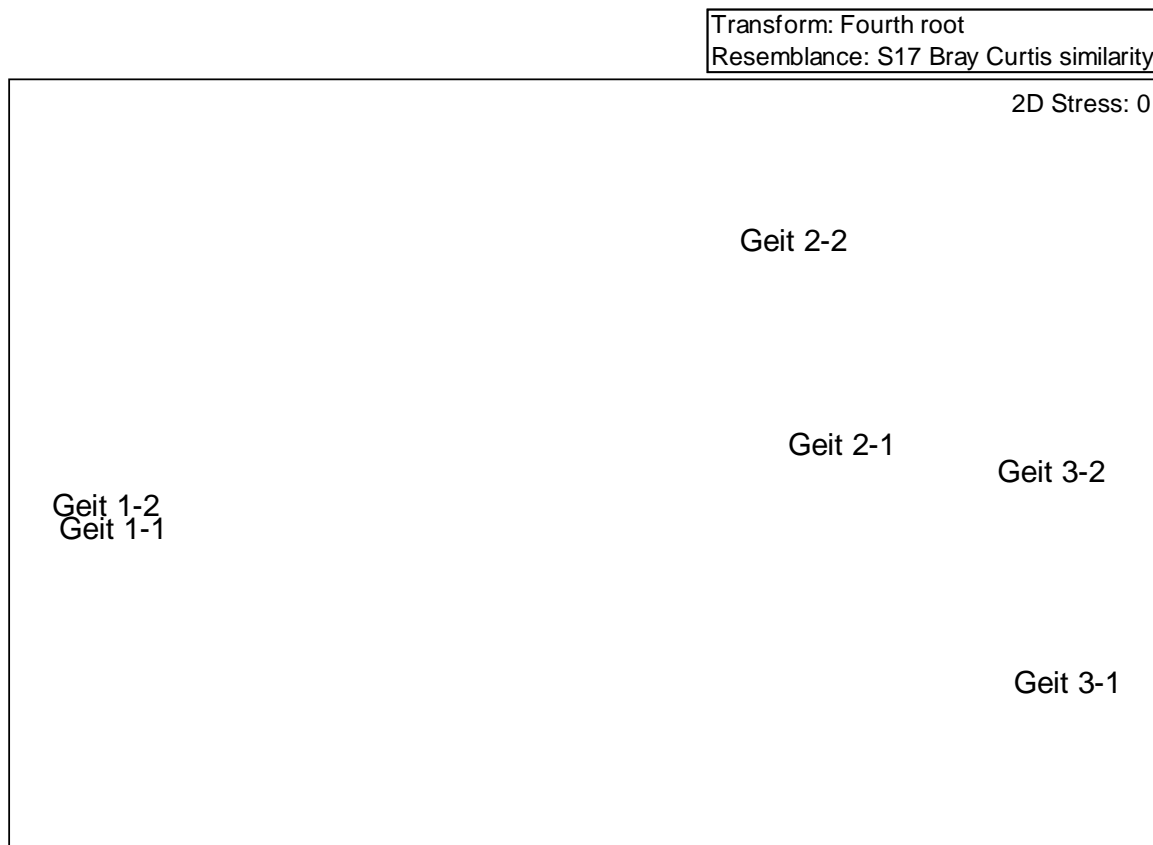 Transform: Fourth root
Resemblance: S17 Bray Curtis similarity
2D Stress: 0
Geit 2-2
Geit 2-1
Geit 3-2
Geit 1-2
Geit 1-1
Geit 3-1